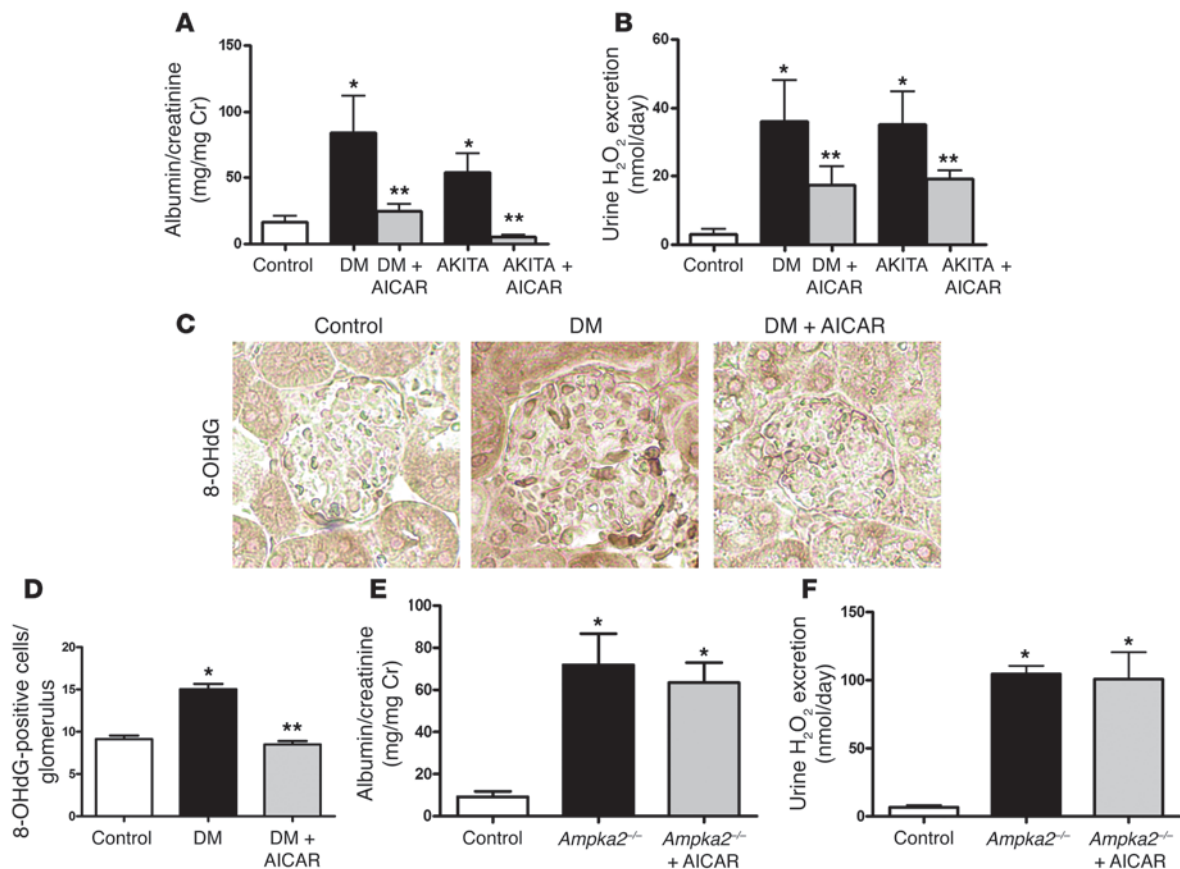 A
Albumin/creatinine
(mg/mg Cr)
150
100
50
0
*
**
*
**
Control
DM
DM +
AICAR
AKITA
AKITA +
AICAR
B
Urine H₂O₂ excretion
(nmol/day)
60
40
20
0
*
**
*
**
Control
DM
DM +
AICAR
AKITA
AKITA +
AICAR
C
Control
DM
DM + AICAR
8-OHdG
D
8-OHdG-positive cells/
glomerulus
20
15
10
5
0
*
**
Control
DM
DM +
AICAR
E
Albumin/creatinine
(mg/mg Cr)
100
80
60
40
20
0
*
*
Control
Ampka2⁻/⁻
Ampka2⁻/⁻
+ AICAR
F
Urine H₂O₂ excretion
(nmol/day)
150
100
50
0
*
*
Control
Ampka2⁻/⁻
Ampka2⁻/⁻
+ AICAR